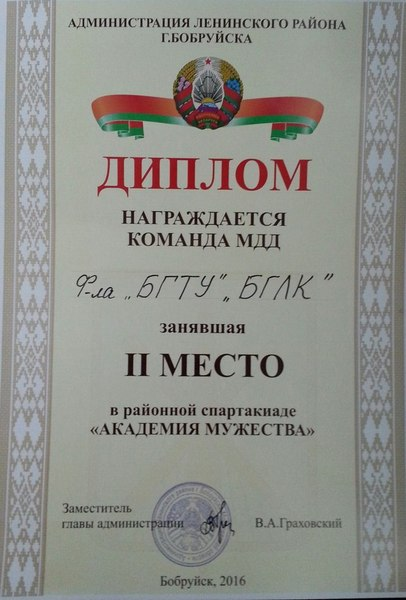 АДМИНИСТРАЦИЯ ЛЕНИНСКОГО РАЙОНА
Г.БОБРУЙСКА
ДИПЛОМ
НАГРАЖДАЕТСЯ
КОМАНДА МДД
Ф-ла „БГТУ” „БГЛК”
занявшая
II МЕСТО
в районной спартакиаде
«АКАДЕМИЯ МУЖЕСТВА»
Заместитель
главы администрации В.А.Граховский
Бобруйск, 2016